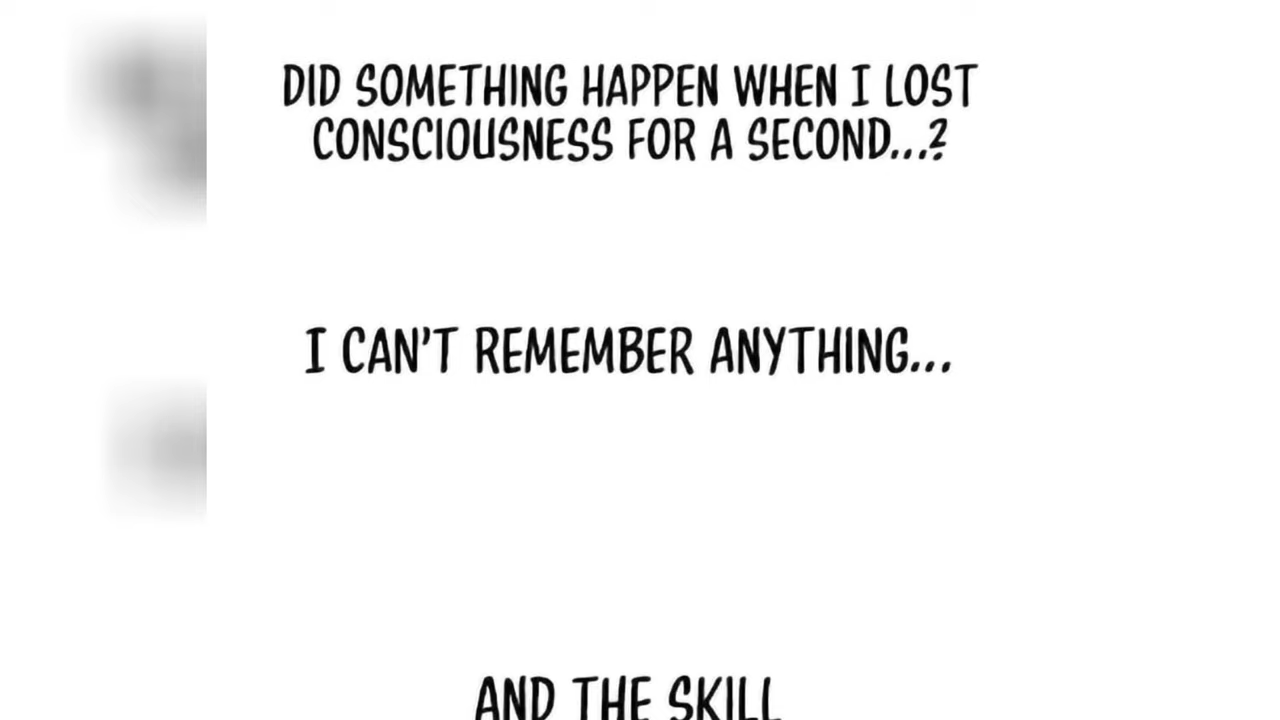 DID SOMETHING HAPPEN WHEN I LOST
CONSCIOUSNESS FOR A SECOND...?
I CAN'T REMEMBER ANYTHING...
AND THE SKILL